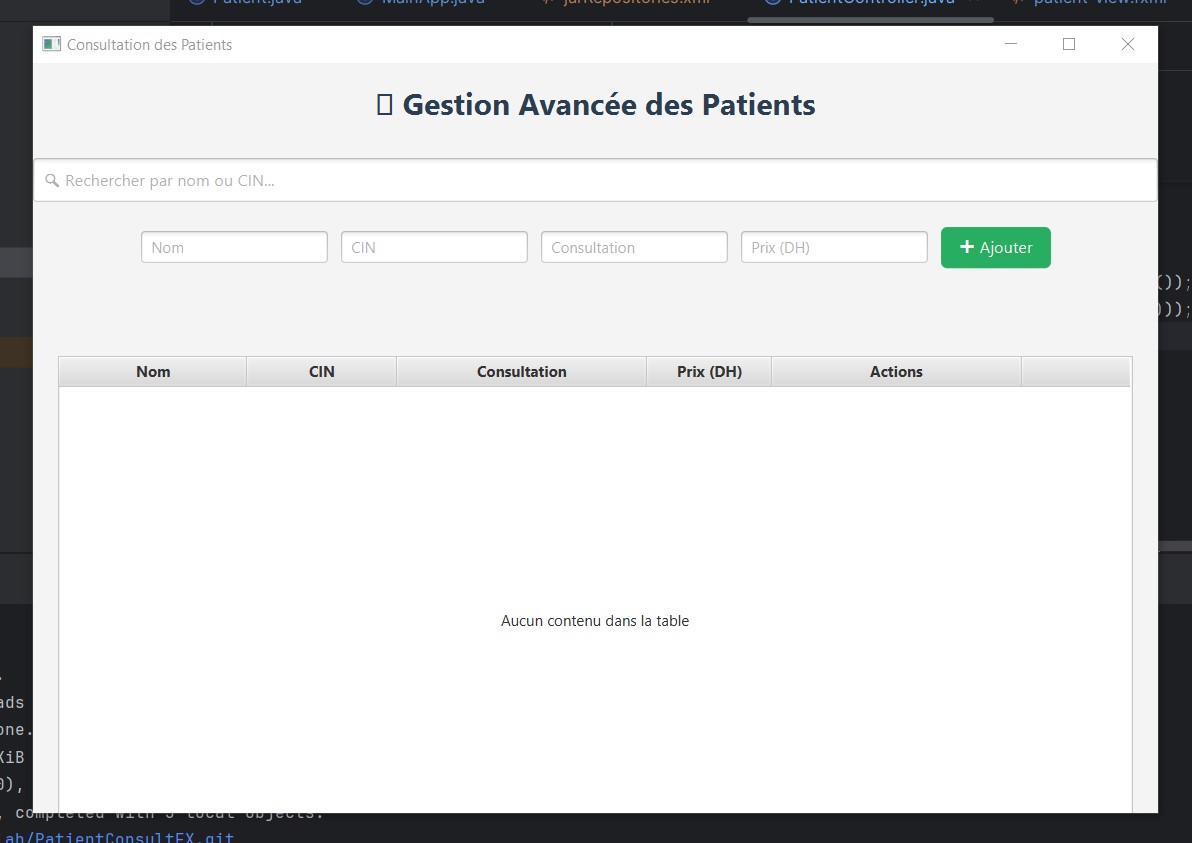 Patient.java MainApp.java jarRepositories.xml PatientController.java patient-view.fxml
Consultation des Patients
Gestion Avancée des Patients
Rechercher par nom ou CIN...
Nom CIN Consultation Prix (DH) + Ajouter
());
));
Nom CIN Consultation Prix (DH) Actions
Aucun contenu dans la table
ads
one.
KiB
0),
, completed with 3 local objects.
ah/PatientConsultFX.git